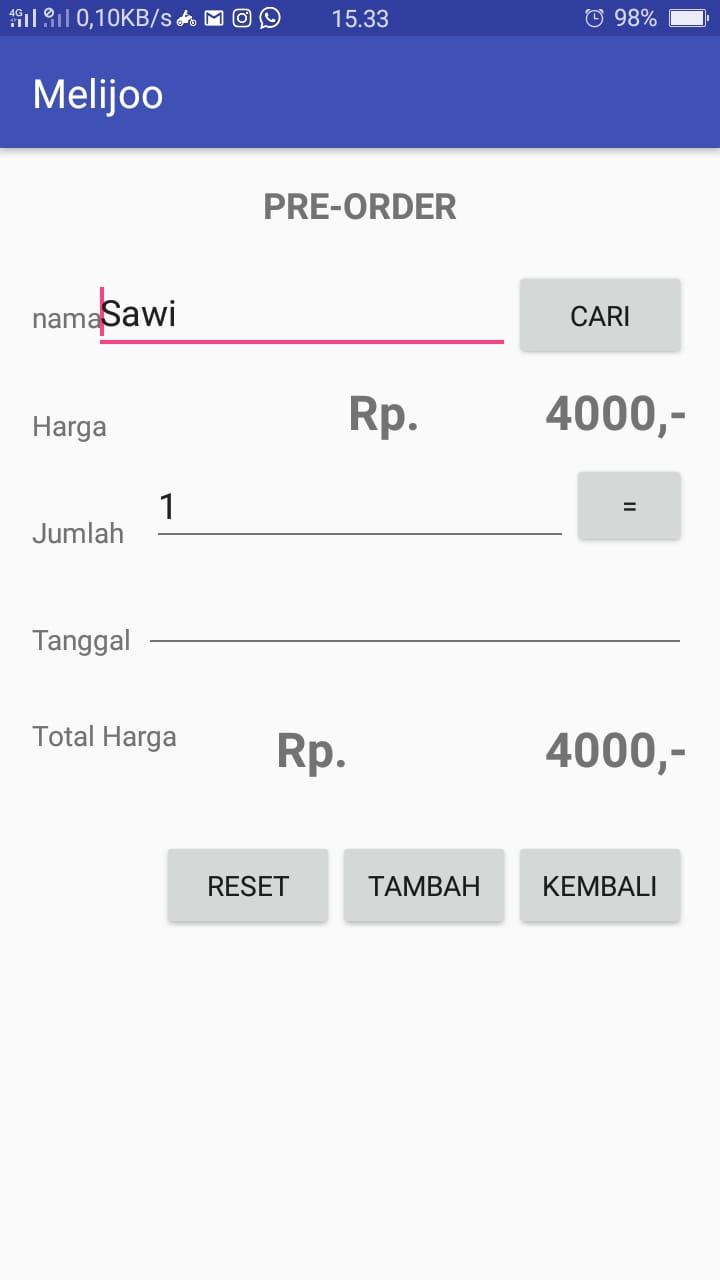 4G 0,10KB/s 15.33 98%
Melijoo
PRE-ORDER
nama Sawi CARI
Harga Rp. 4000,-
Jumlah 1 =
Tanggal
Total Harga Rp. 4000,-
RESET TAMBAH KEMBALI